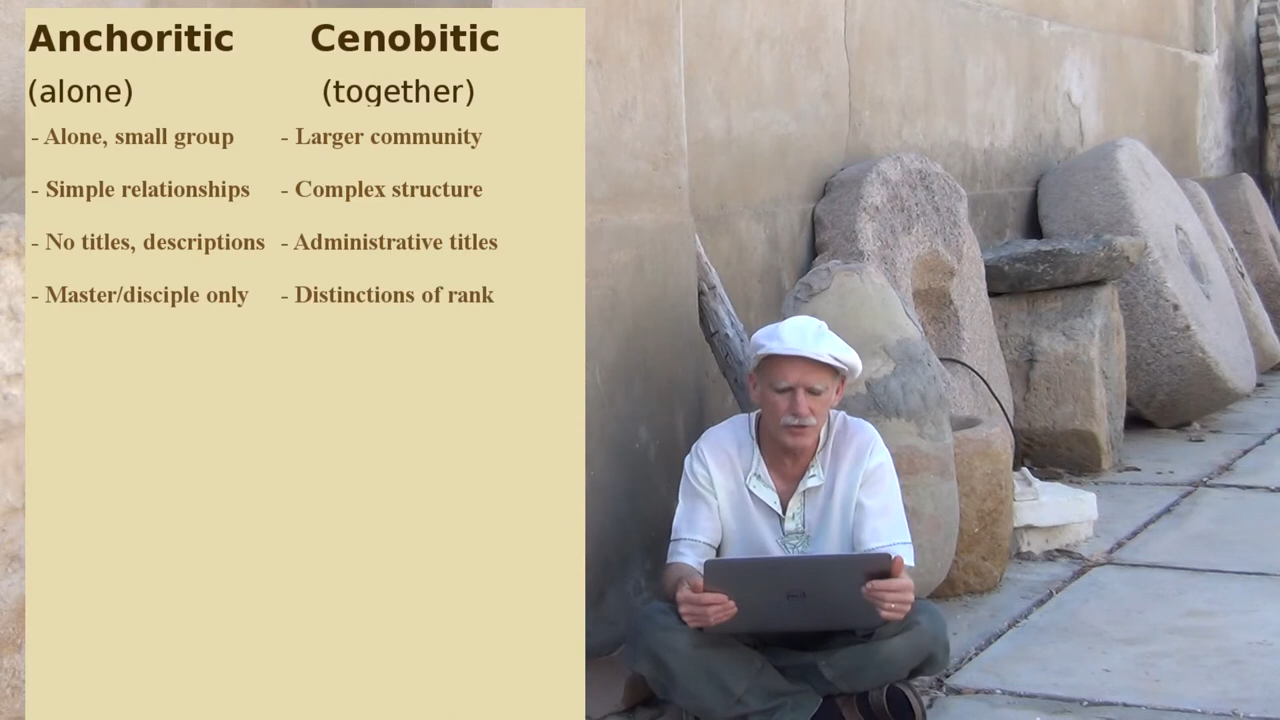 Anchoritic Cenobitic
(alone) (together)
- Alone, small group - Larger community
- Simple relationships - Complex structure
- No titles, descriptions - Administrative titles
- Master/disciple only - Distinctions of rank